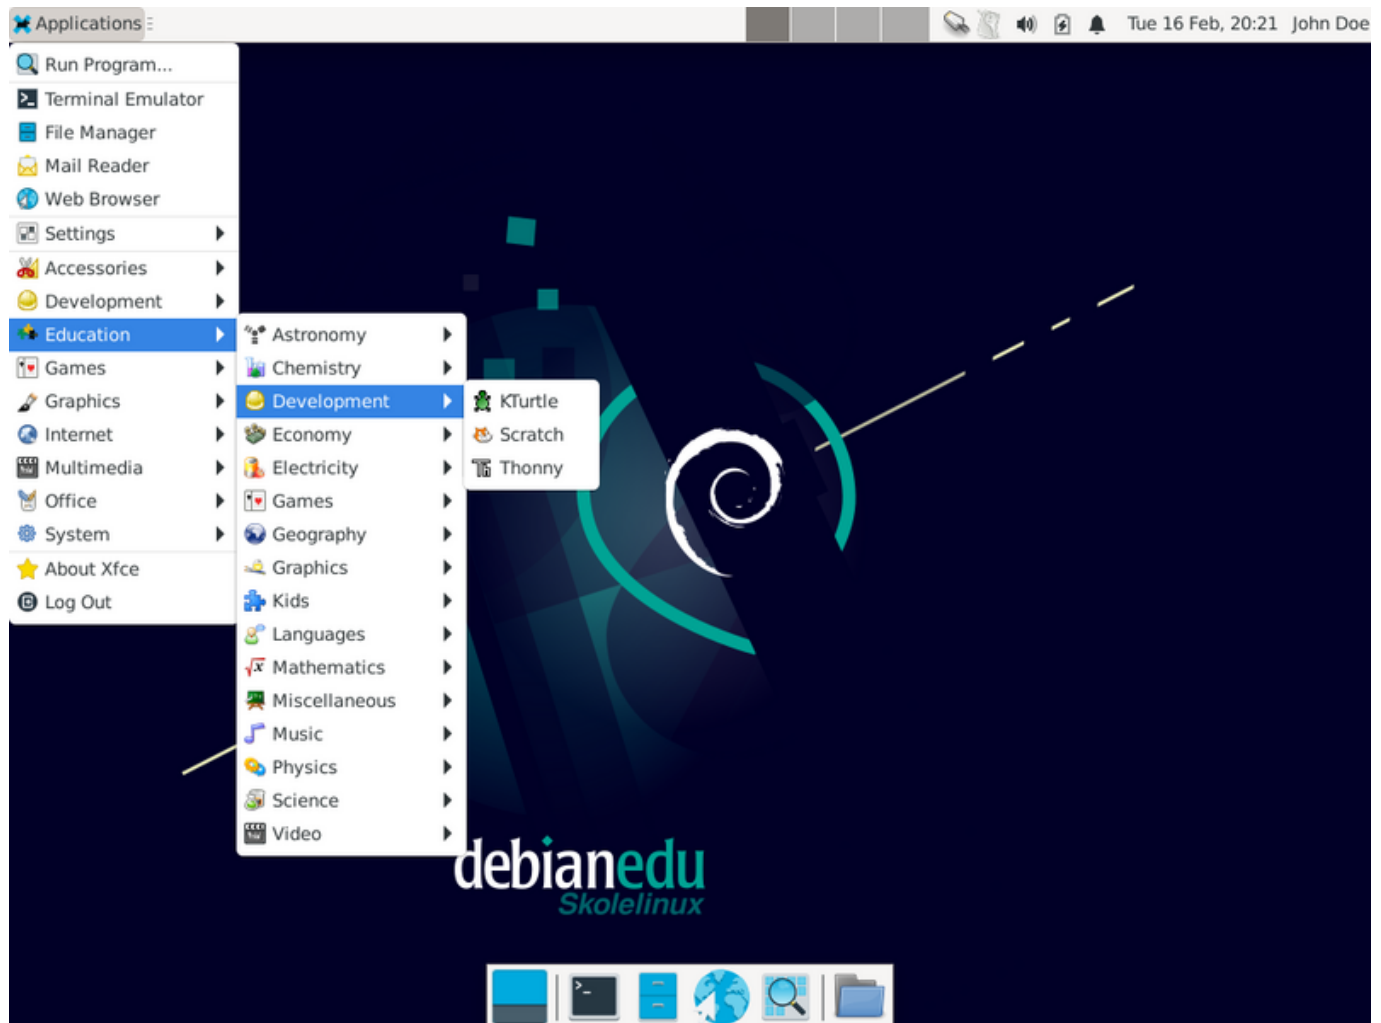 Applications
Tue 16 Feb, 20:21 John Doe
Run Program...
Terminal Emulator
File Manager
Mail Reader
Web Browser
Settings
Accessories
Development
Education
Games
Graphics
Internet
Multimedia
Office
System
About Xfce
Log Out
Astronomy
Chemistry
Development
Economy
Electricity
Games
Geography
Graphics
Kids
Languages
Mathematics
Miscellaneous
Music
Physics
Science
Video
KTurtle
Scratch
Thonny
debianedu
Skolelinux